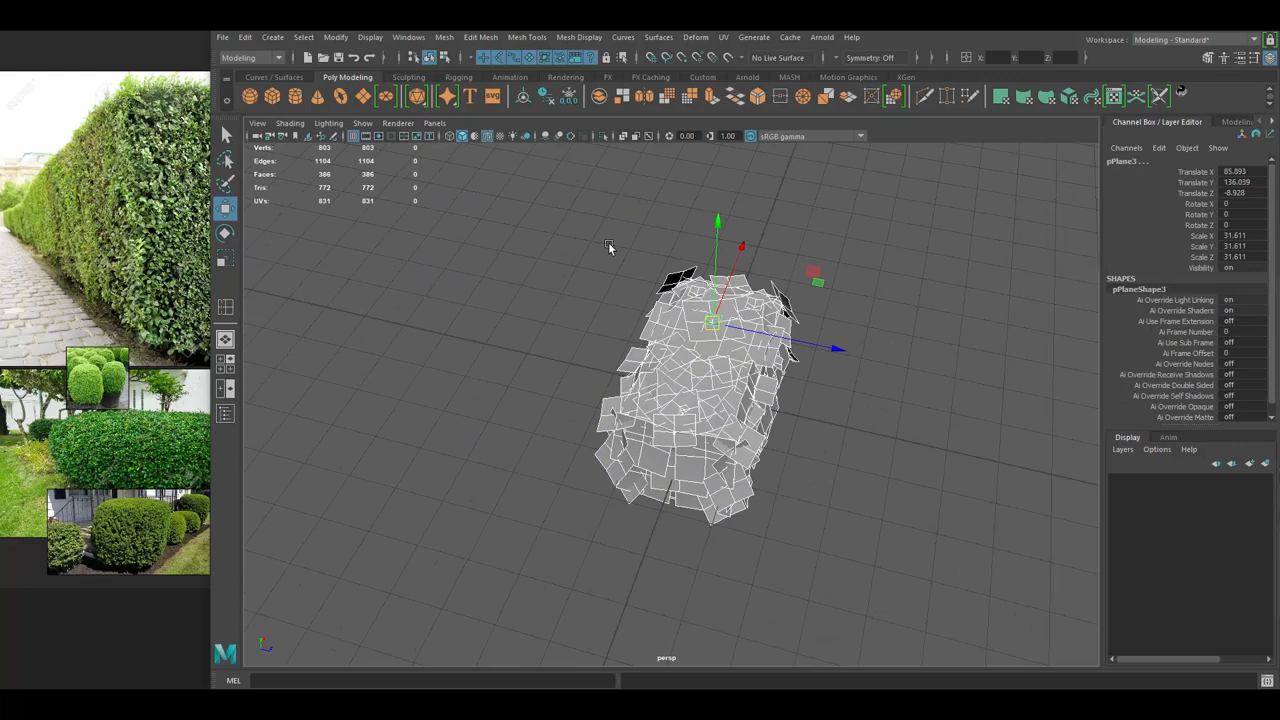 File Edit Create Select Modify Display Windows Mesh Edit Mesh Mesh Tools Mesh Display Curves Surfaces Deform UV Generate Cache Arnold Help
Workspace : Modeling - Standard*
Modeling
No Live Surface
Symmetry: Off
X:
Y:
Z:
Curves / Surfaces Poly Modeling Sculpting Rigging Animation Rendering FX FX Caching Custom Arnold MASH Motion Graphics XGen
SVG
0,0,0
View Shading Lighting Show Renderer Panels
0.00
1.00
sRGB gamma
Verts: 803 803 0
Edges: 1104 1104 0
Faces: 386 386 0
Tris: 772 772 0
UVs: 831 831 0
persp
MEL
Channel Box / Layer Editor
Channels Edit Object Show
pPlane3 . . .
Translate X 85.893
Translate Y 136.039
Translate Z -8.928
Rotate X 0
Rotate Y 0
Rotate Z 0
Scale X 31.611
Scale Y 31.611
Scale Z 31.611
Visibility on
SHAPES
pPlaneShape3
Ai Override Light Linking on
Ai Override Shaders on
Ai Use Frame Extension off
Ai Frame Number 0
Ai Use Sub Frame off
Ai Frame Offset 0
Ai Override Nodes off
Ai Override Receive Shadows off
Ai Override Double Sided off
Ai Override Self Shadows off
Ai Override Opaque off
Ai Override Matte off
Display Anim
Layers Options Help